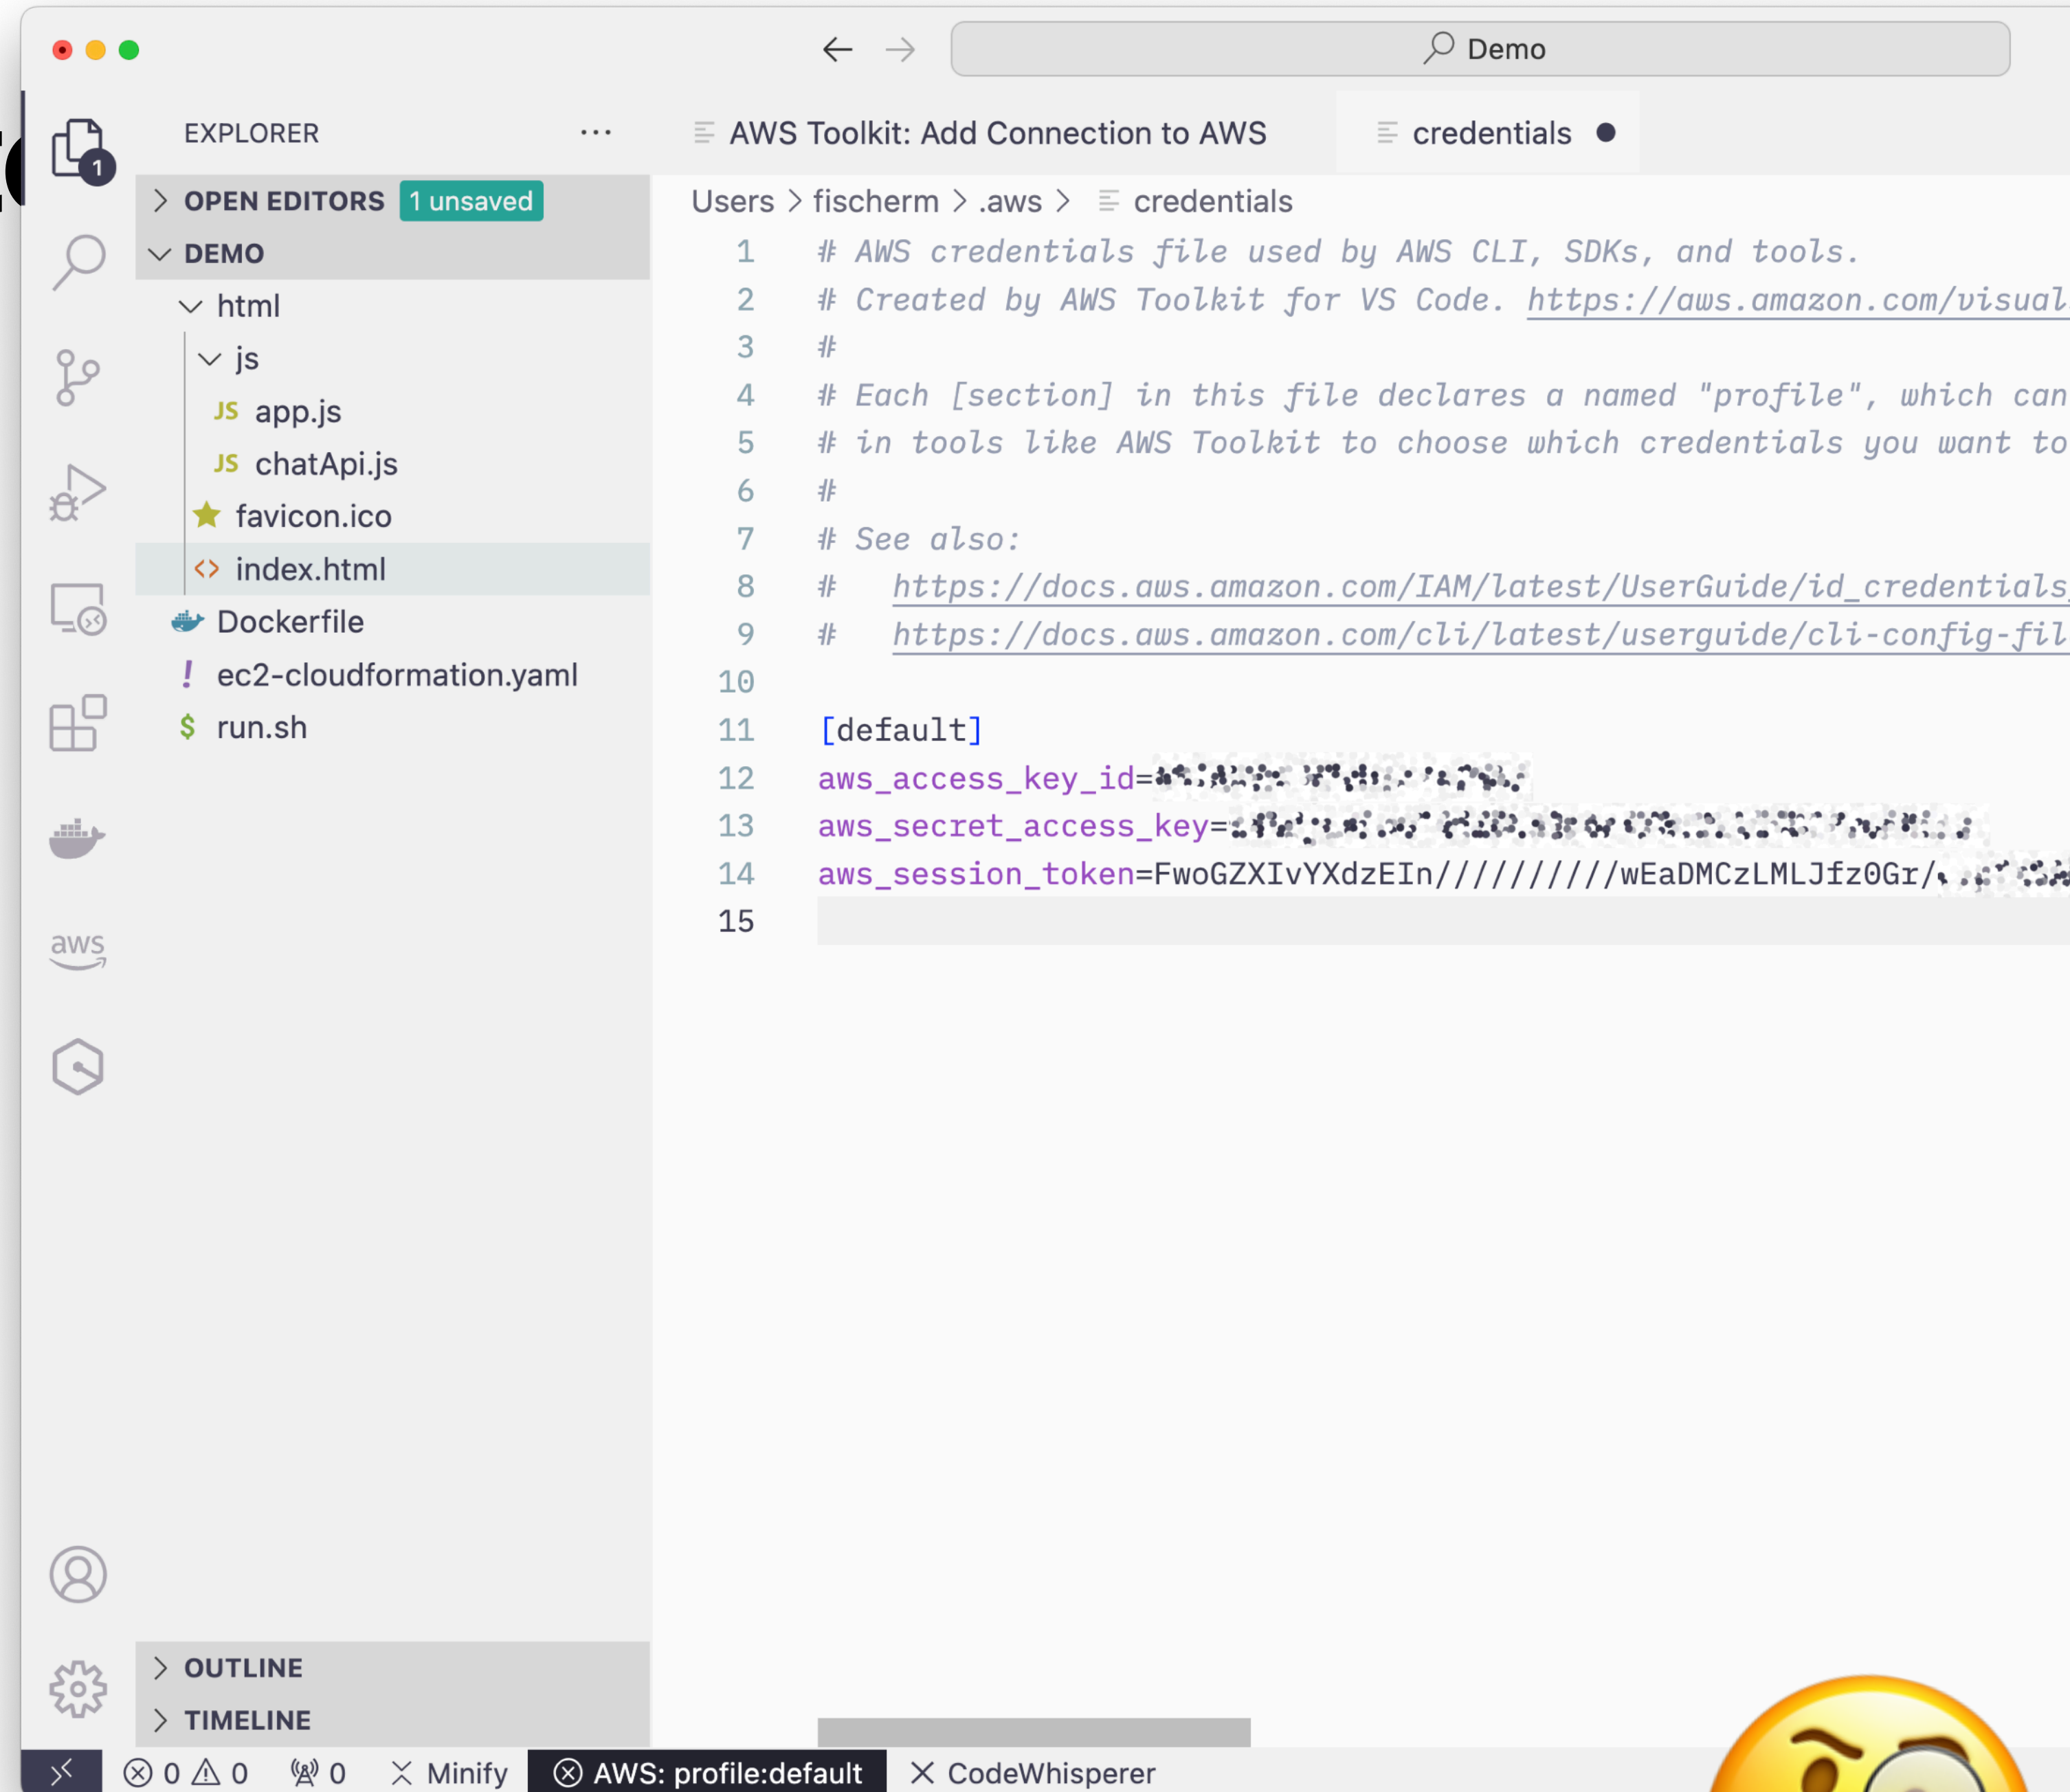 Demo
EXPLORER
AWS Toolkit: Add Connection to AWS
credentials
1
OPEN EDITORS 1 unsaved
Users > fischerm > .aws > credentials
DEMO
html
js
JS app.js
JS chatApi.js
favicon.ico
<> index.html
Dockerfile
! ec2-cloudformation.yaml
$ run.sh
aws
1 # AWS credentials file used by AWS CLI, SDKs, and tools.
2 # Created by AWS Toolkit for VS Code. https://aws.amazon.com/visual
3 #
4 # Each [section] in this file declares a named "profile", which can
5 # in tools like AWS Toolkit to choose which credentials you want to
6 #
7 # See also:
8 # https://docs.aws.amazon.com/IAM/latest/UserGuide/id_credentials_
9 # https://docs.aws.amazon.com/cli/latest/userguide/cli-config-fil
10
11 [default]
12 aws_access_key_id=
13 aws_secret_access_key=
14 aws_session_token=FwoGZXIvYXdzEIn//////////wEaDMCzLMLJfz0Gr/
15
OUTLINE
TIMELINE
0 0 0 Minify AWS: profile:default CodeWhisperer